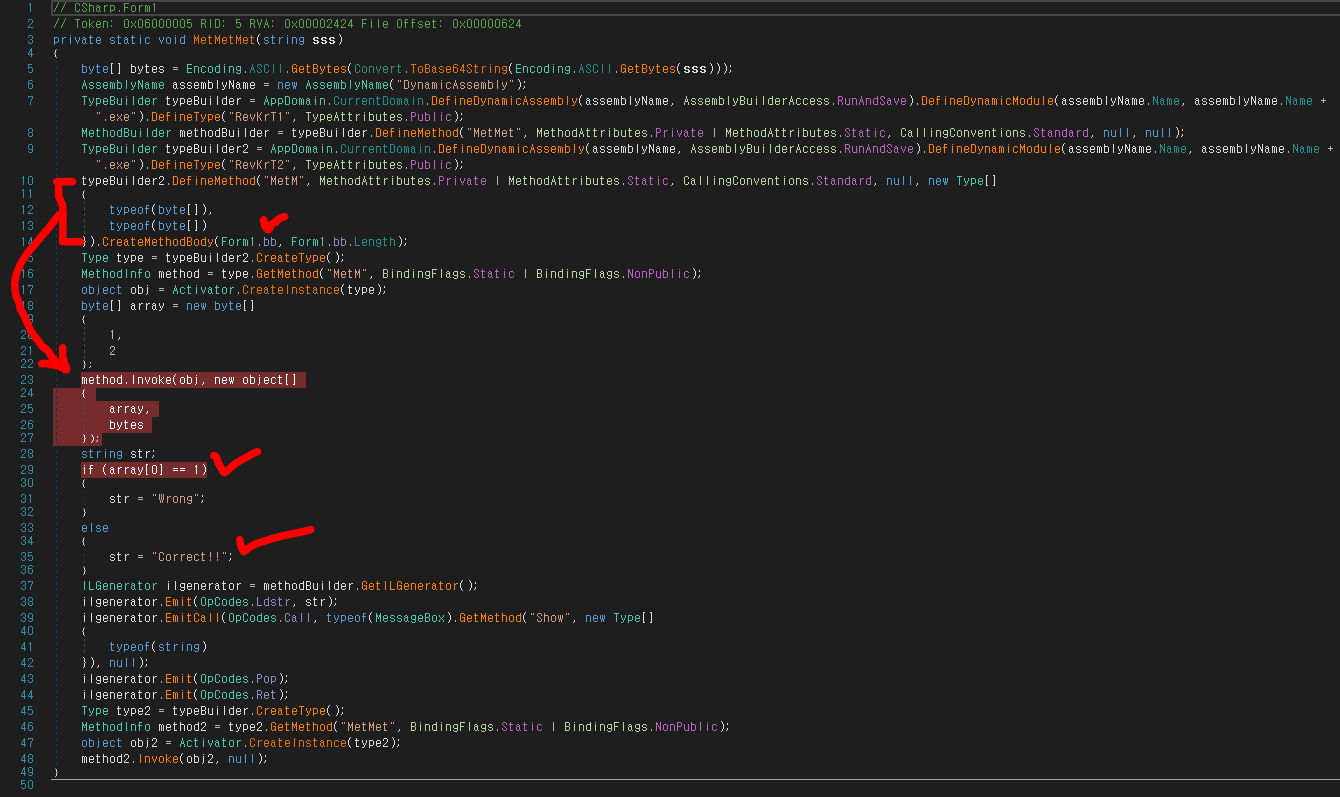 1 // CSharp.Form1
2 // Token: 0x06000005 RID: 5 RVA: 0x00002424 File Offset: 0x00000624
3 private static void MetMetMet(string sss)
4 {
5 byte[] bytes = Encoding.ASCII.GetBytes(Convert.ToBase64String(Encoding.ASCII.GetBytes(sss)));
6 AssemblyName assemblyName = new AssemblyName("DynamicAssembly");
7 TypeBuilder typeBuilder = AppDomain.CurrentDomain.DefineDynamicAssembly(assemblyName, AssemblyBuilderAccess.RunAndSave).DefineDynamicModule(assemblyName.Name, assemblyName.Name +
".exe").DefineType("RevKrT1", TypeAttributes.Public);
8 MethodBuilder methodBuilder = typeBuilder.DefineMethod("MetMet", MethodAttributes.Private | MethodAttributes.Static, CallingConventions.Standard, null, null);
9 TypeBuilder typeBuilder2 = AppDomain.CurrentDomain.DefineDynamicAssembly(assemblyName, AssemblyBuilderAccess.RunAndSave).DefineDynamicModule(assemblyName.Name, assemblyName.Name +
".exe").DefineType("RevKrT2", TypeAttributes.Public);
10 typeBuilder2.DefineMethod("MetM", MethodAttributes.Private | MethodAttributes.Static, CallingConventions.Standard, null, new Type[]
11 {
12 typeof(byte[]),
13 typeof(byte[])
14 }).CreateMethodBody(Form1.bb, Form1.bb.Length);
5 Type type = typeBuilder2.CreateType();
16 MethodInfo method = type.GetMethod("MetM", BindingFlags.Static | BindingFlags.NonPublic);
17 object obj = Activator.CreateInstance(type);
18 byte[] array = new byte[]
9 {
20 1,
21 2
22 };
23 method.Invoke(obj, new object[]
24 {
25 array,
26 bytes
27 });
28 string str;
29 if (array[0] == 1)
30 {
31 str = "Wrong";
32 }
33 else
34 {
35 str = "Correct!!";
36 }
37 ILGenerator ilgenerator = methodBuilder.GetILGenerator();
38 ilgenerator.Emit(OpCodes.Ldstr, str);
39 ilgenerator.EmitCall(OpCodes.Call, typeof(MessageBox).GetMethod("Show", new Type[]
40 {
41 typeof(string)
42 }), null);
43 ilgenerator.Emit(OpCodes.Pop);
44 ilgenerator.Emit(OpCodes.Ret);
45 Type type2 = typeBuilder.CreateType();
46 MethodInfo method2 = type2.GetMethod("MetMet", BindingFlags.Static | BindingFlags.NonPublic);
47 object obj2 = Activator.CreateInstance(type2);
48 method2.Invoke(obj2, null);
49 }
50